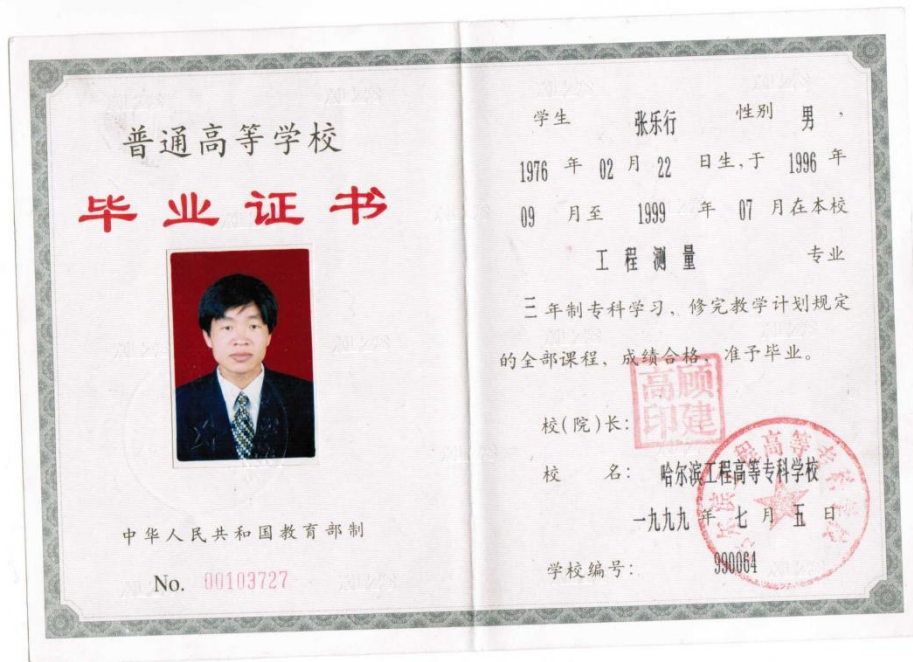 普通高等学校
毕业证书
中华人民共和国教育部制
No. 00103727
学生 张乐行 性别 男,
1976 年 02 月 22 日生,于 1996 年
09 月至 1999 年 07 月在本校
工程测量 专业
三年制专科学习、修完教学计划规定
的全部课程,成绩合格,准予毕业。
校(院)长:
顾建高印
校 名: 哈尔滨工程高等专科学校
一九九九 年 七 月 五 日
学校编号: 990064